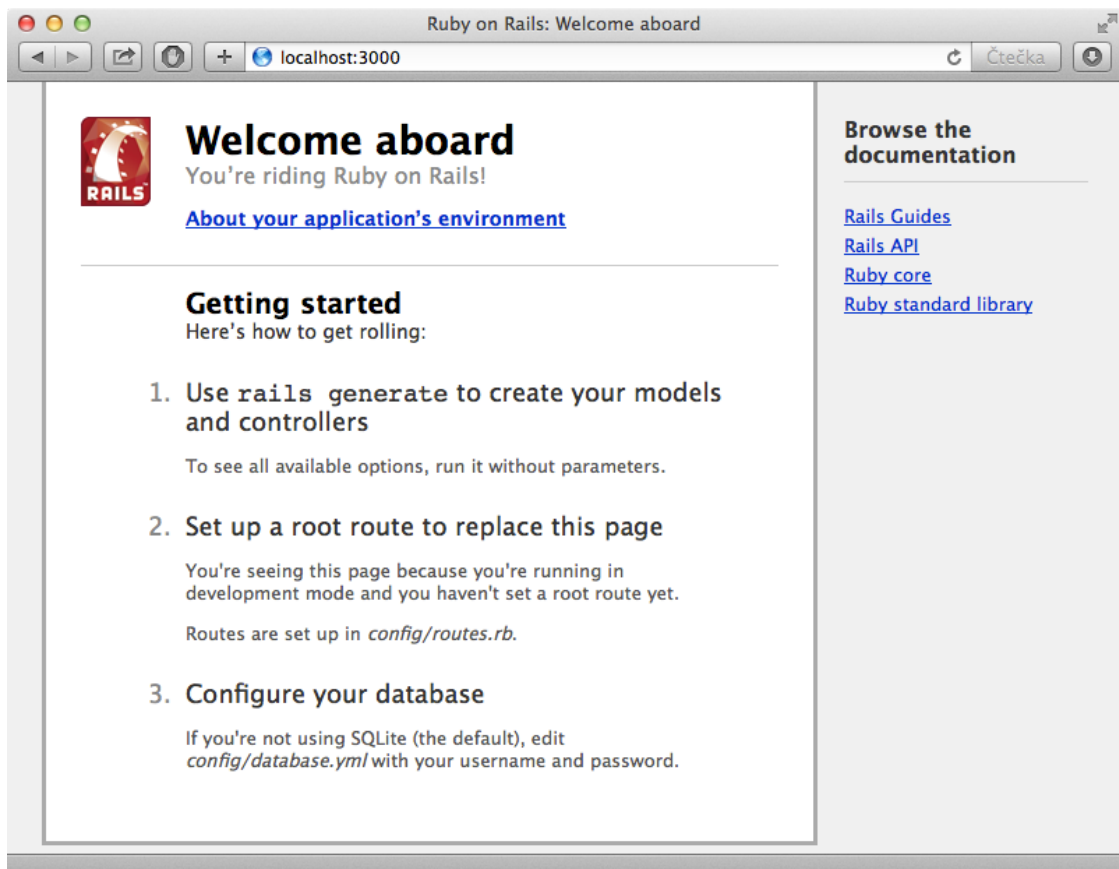 Ruby on Rails: Welcome aboard
localhost:3000
Čtečka
RAILS
Welcome aboard
You're riding Ruby on Rails!
About your application's environment
Getting started
Here's how to get rolling:
1. Use rails generate to create your models
and controllers
To see all available options, run it without parameters.
2. Set up a root route to replace this page
You're seeing this page because you're running in
development mode and you haven't set a root route yet.
Routes are set up in config/routes.rb.
3. Configure your database
If you're not using SQLite (the default), edit
config/database.yml with your username and password.
Browse the
documentation
Rails Guides
Rails API
Ruby core
Ruby standard library